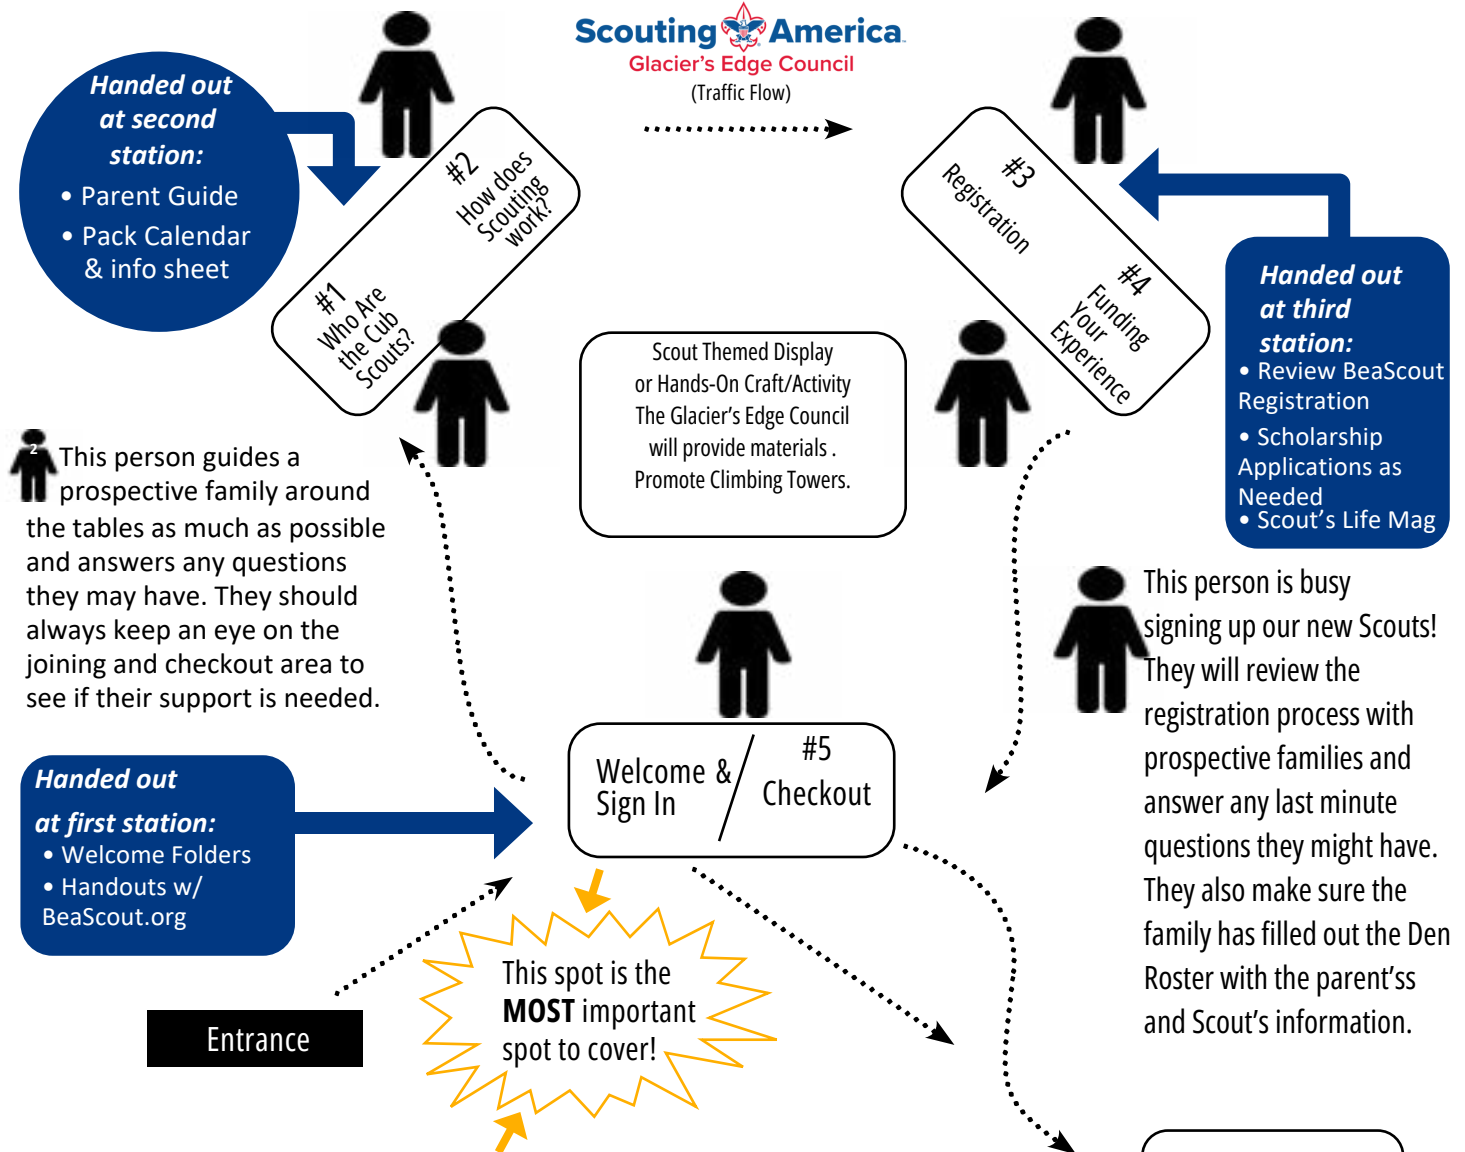 Scouting America
Glacier's Edge Council
(Traffic Flow)
Handed out
at second
station:
• Parent Guide
• Pack Calendar
& info sheet
#2
How does
Scouting
work?
#1
Who Are
the Cub
Scouts?
#3
Registration
#4
Funding
Your
Experience
Handed out
at third
station:
• Review BeaScout
Registration
• Scholarship
Applications as
Needed
• Scout's Life Mag
Scout Themed Display
or Hands-On Craft/Activity
The Glacier's Edge Council
will provide materials .
Promote Climbing Towers.
2
This person guides a
prospective family around
the tables as much as possible
and answers any questions
they may have. They should
always keep an eye on the
joining and checkout area to
see if their support is needed.
This person is busy
signing up our new Scouts!
They will review the
registration process with
prospective families and
answer any last minute
questions they might have.
They also make sure the
family has filled out the Den
Roster with the parent'ss
and Scout's information.
Welcome &
Sign In
#5
Checkout
Handed out
at first station:
• Welcome Folders
• Handouts w/
BeaScout.org
This spot is the
MOST important
spot to cover!
Entrance